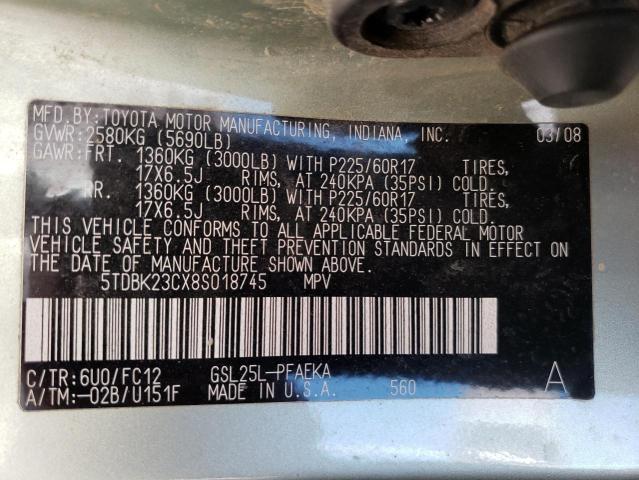 MFD.BY:TOYOTA MOTOR MANUFACTURING, INDIANA, INC. 03/08
GVWR:2580KG (5690LB)
GAWR:FRT. 1360KG (3000LB) WITH P225/60R17 TIRES,
17X6.5J RIMS, AT 240KPA (35PSI) COLD.
RR. 1360KG (3000LB) WITH P225/60R17 TIRES,
17X6.5J RIMS, AT 240KPA (35PSI) COLD.
THIS VEHICLE CONFORMS TO ALL APPLICABLE FEDERAL MOTOR
VEHICLE SAFETY AND THEFT PREVENTION STANDARDS IN EFFECT ON
THE DATE OF MANUFACTURE SHOWN ABOVE.
5TDBK23CX8S018745 MPV
C/TR:6U0/FC12 GSL25L-PFAEKA A
A/TM:-02B/U151F MADE IN U.S.A. 560